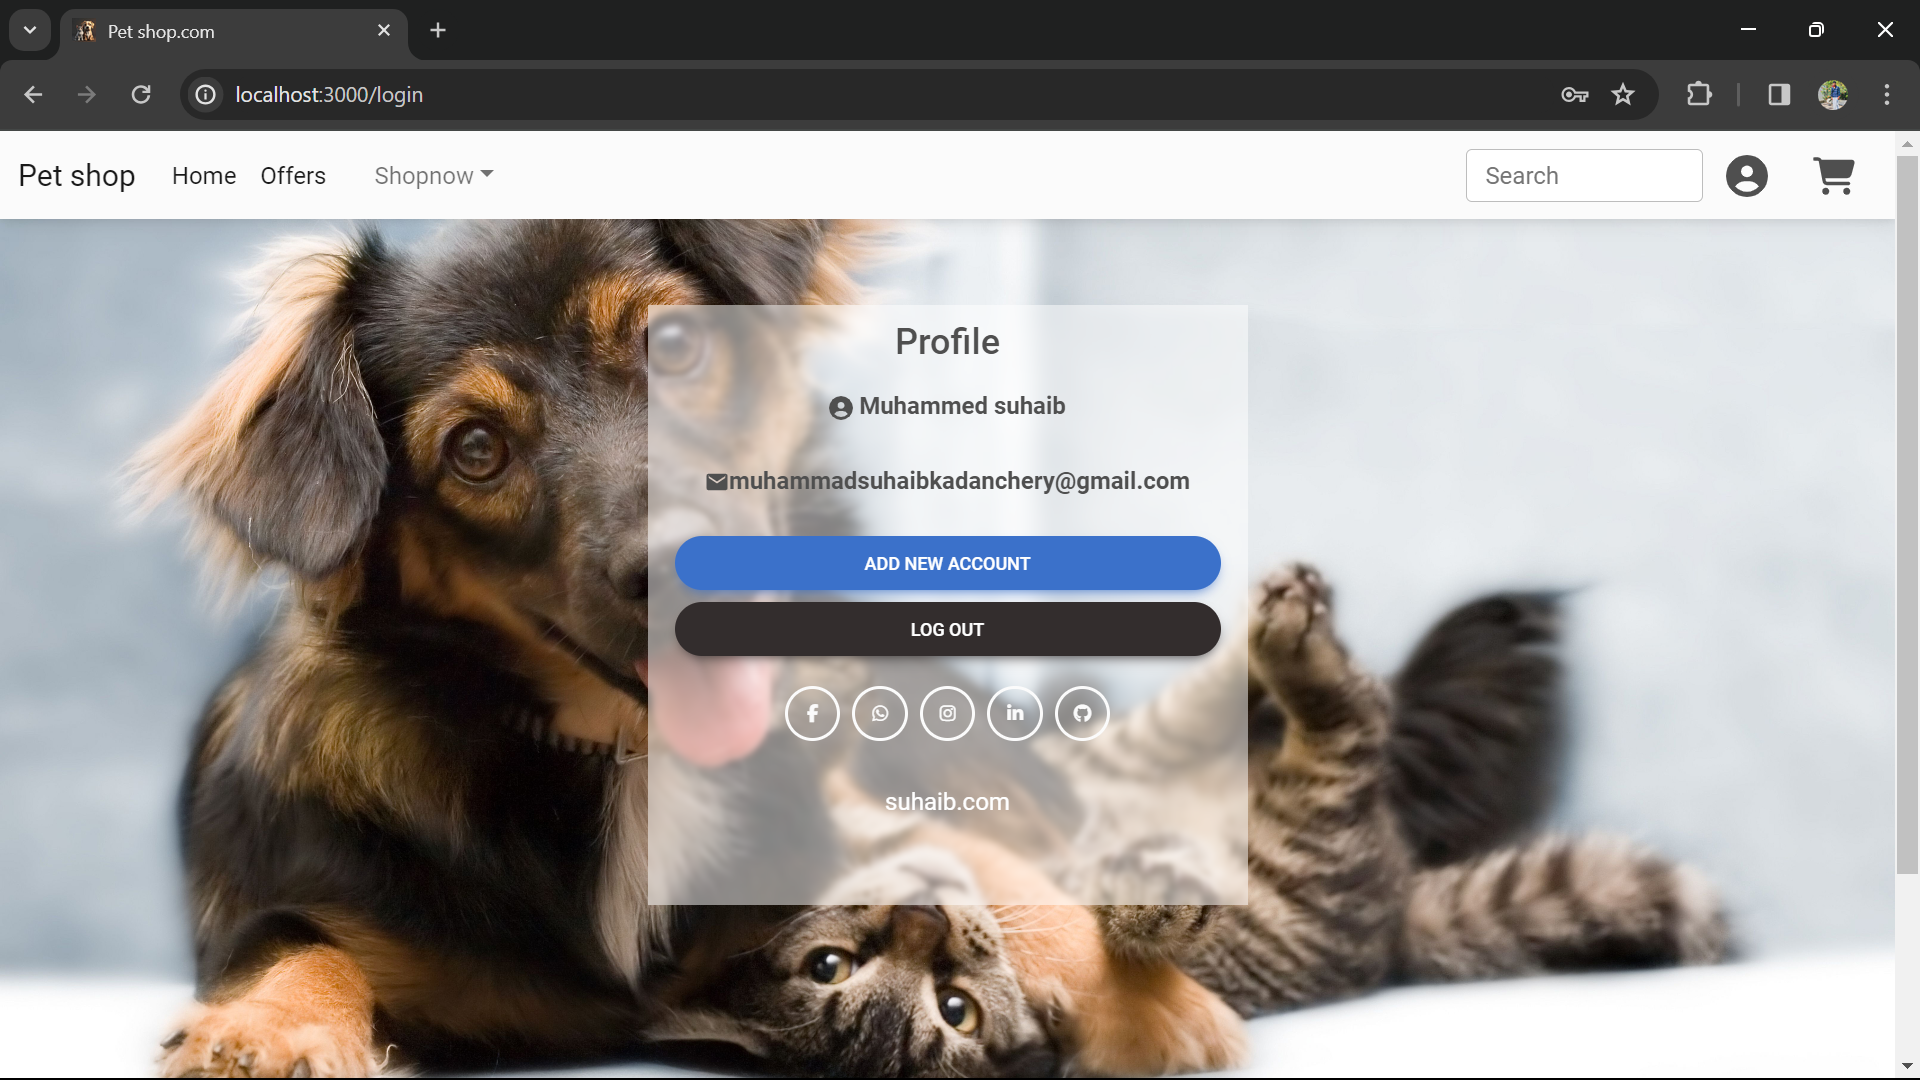 Pet shop.com
localhost:3000/login
Pet shop
Home
Offers
Shopnow
Search
Profile
Muhammed suhaib
muhammadsuhaibkadanchery@gmail.com
ADD NEW ACCOUNT
LOG OUT
suhaib.com